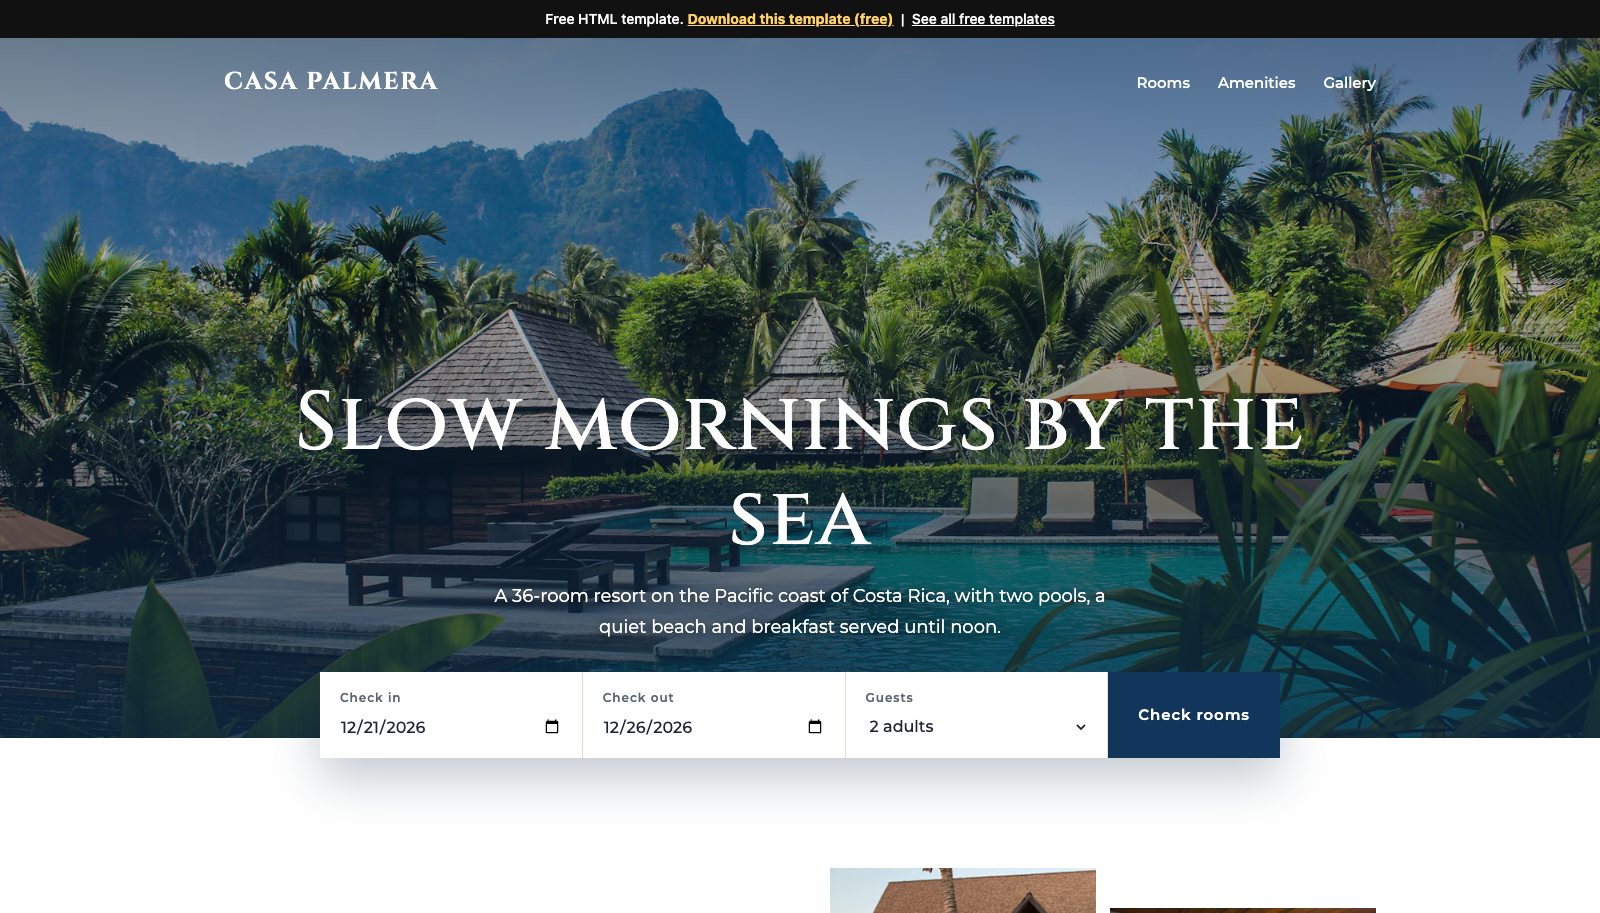 Free HTML template. Download this template (free) | See all free templates
CASA PALMERA
Rooms Amenities Gallery
Slow mornings by the
sea
A 36-room resort on the Pacific coast of Costa Rica, with two pools, a
quiet beach and breakfast served until noon.
Check in
12/21/2026
Check out
12/26/2026
Guests
2 adults
Check rooms